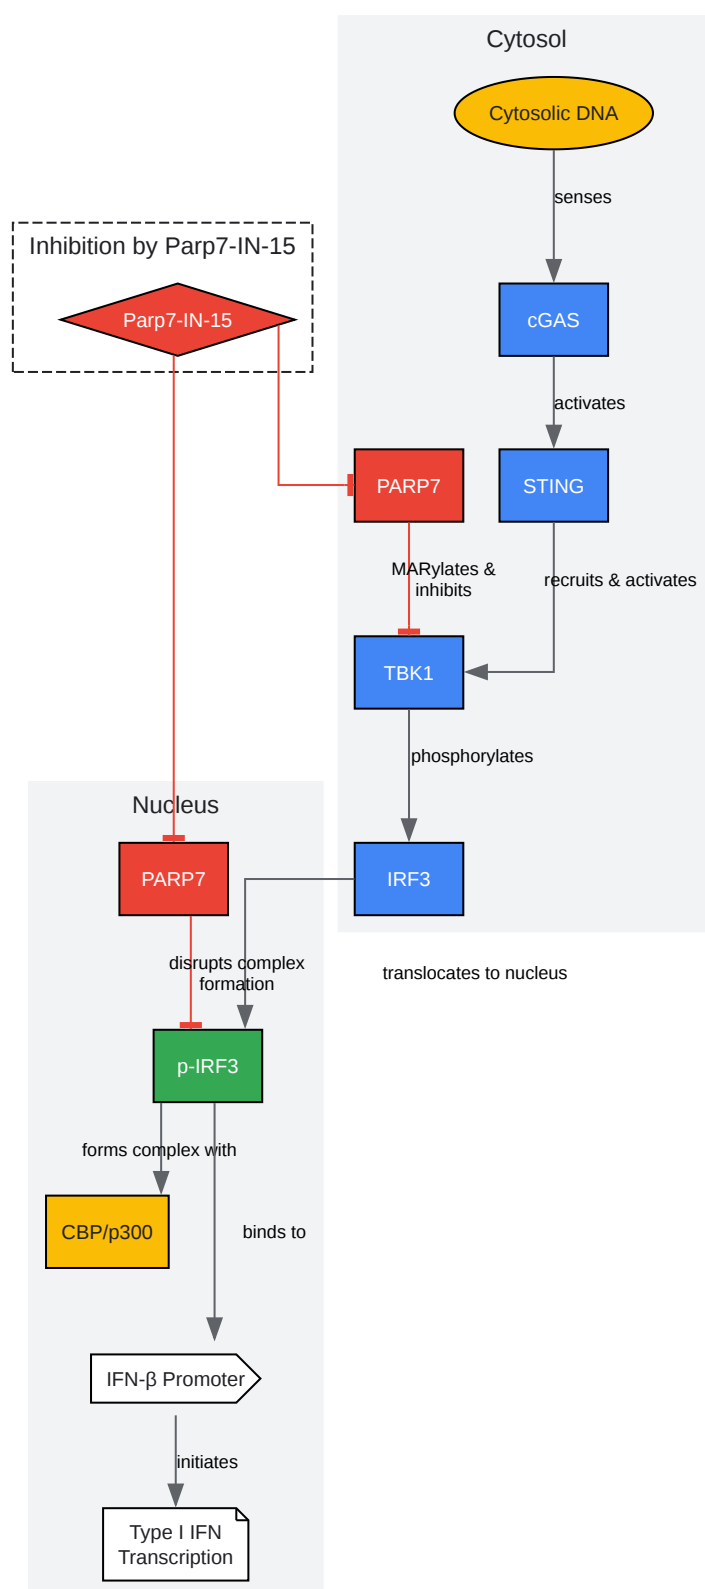 Cytosol
Cytosolic DNA
senses
Inhibition by Parp7-IN-15
Parp7-IN-15
cGAS
activates
PARP7
STING
MARylates &
inhibits
recruits & activates
TBK1
phosphorylates
Nucleus
PARP7
IRF3
disrupts complex
formation
translocates to nucleus
p-IRF3
forms complex with
CBP/p300
binds to
IFN-β Promoter
initiates
Type I IFN
Transcription